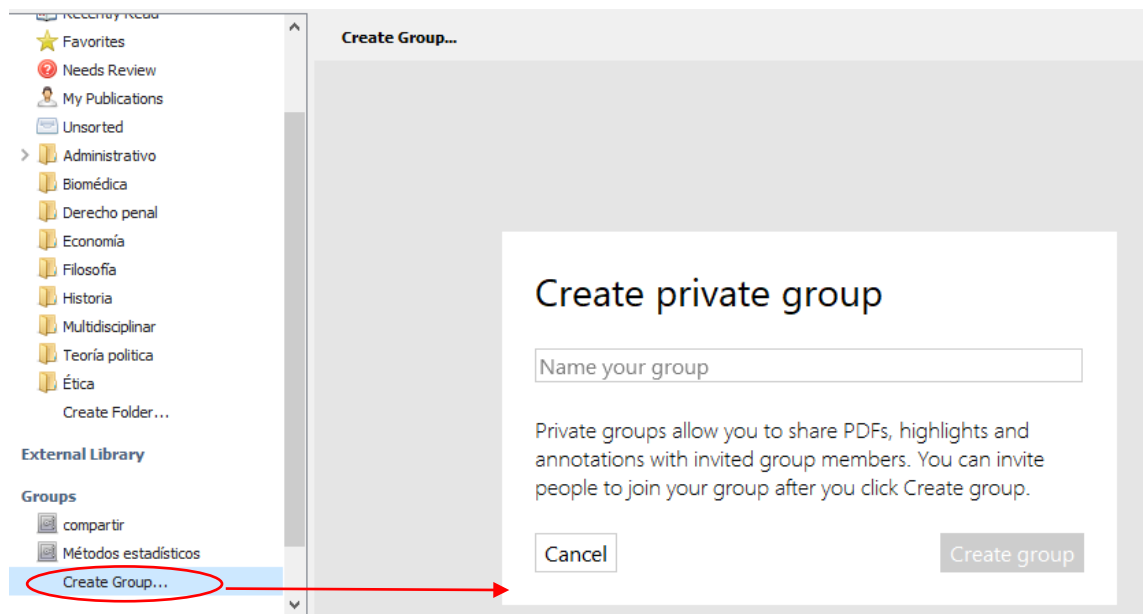 Recently Read
Favorites
Needs Review
My Publications
Unsorted
Administrativo
Biomédica
Derecho penal
Economía
Filosofía
Historia
Multidisciplinar
Teoría politica
Ética
Create Folder...
External Library
Groups
compartir
Métodos estadísticos
Create Group...
Create Group...
Create private group
Name your group
Private groups allow you to share PDFs, highlights and
annotations with invited group members. You can invite
people to join your group after you click Create group.
Cancel
Create group